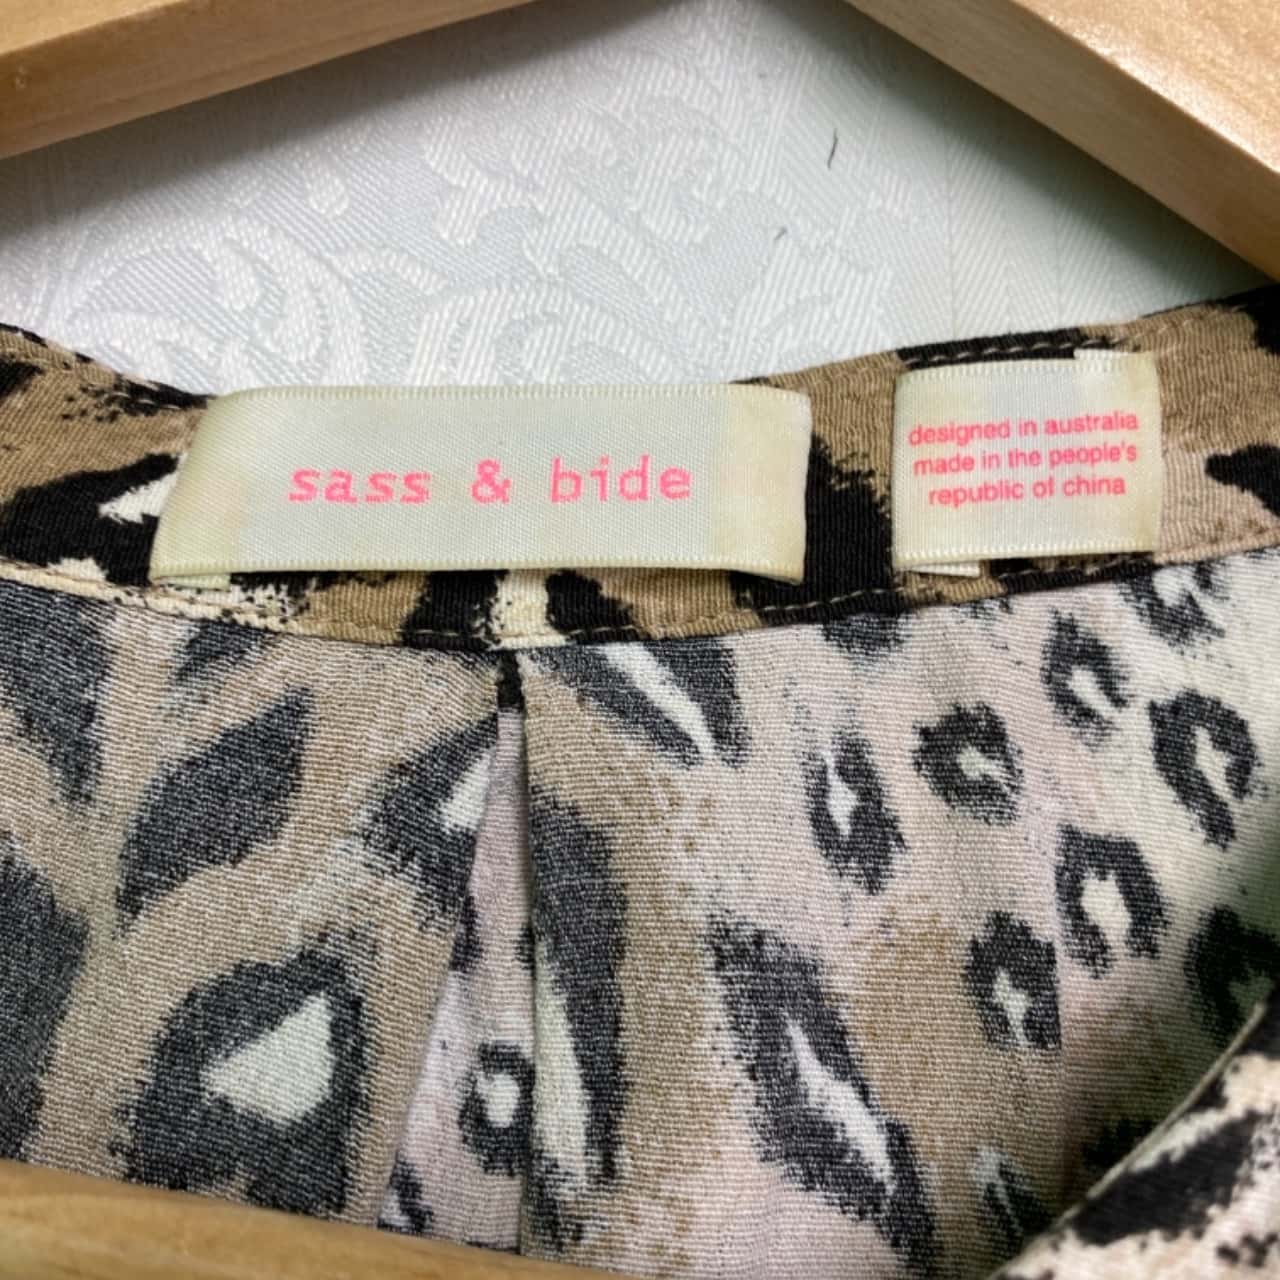 sass & bide
designed in australia
made in the people's
republic of china